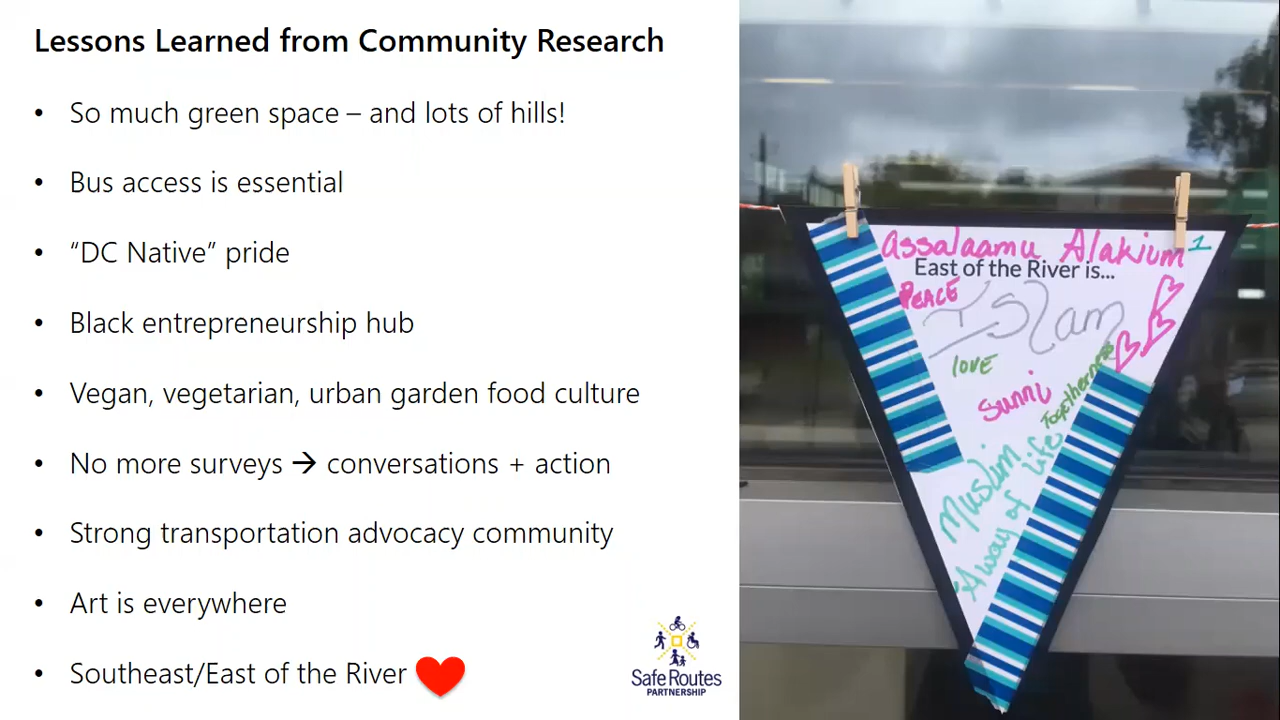 Lessons Learned from Community Research
• So much green space – and lots of hills!
• Bus access is essential
• “DC Native” pride
• Black entrepreneurship hub
• Vegan, vegetarian, urban garden food culture
• No more surveys → conversations + action
• Strong transportation advocacy community
• Art is everywhere
• Southeast/East of the River
Safe Routes
PARTNERSHIP
Assalaamu Alakium 1
East of the River is...
PEACE
Islam
love
Sunni
Togetherness
Muslim
Away of life